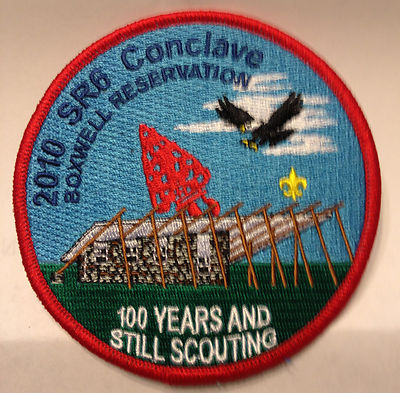 2010 SR6 Conclave
BOXWELL RESERVATION
100 YEARS AND
STILL SCOUTING